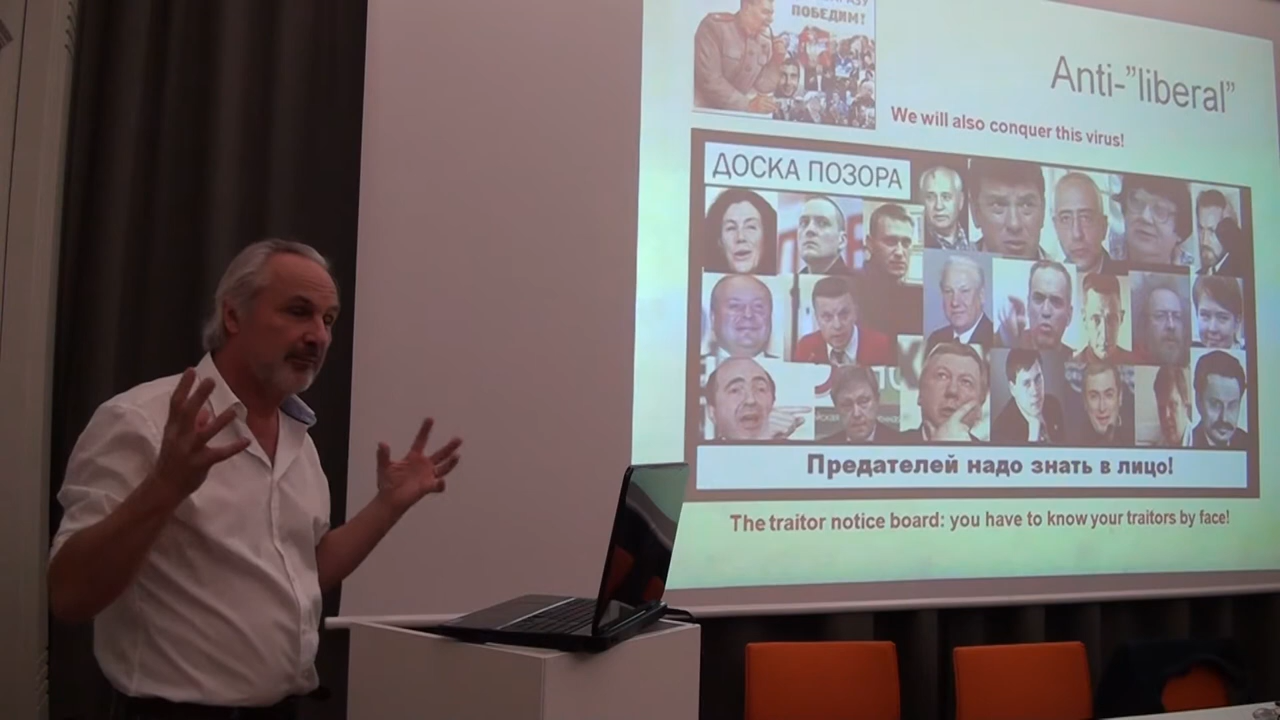 ПОБЕДИМ!
Anti-”liberal”
We will also conquer this virus!
ДОСКА ПОЗОРА
Предателей надо знать в лицо!
The traitor notice board: you have to know your traitors by face!